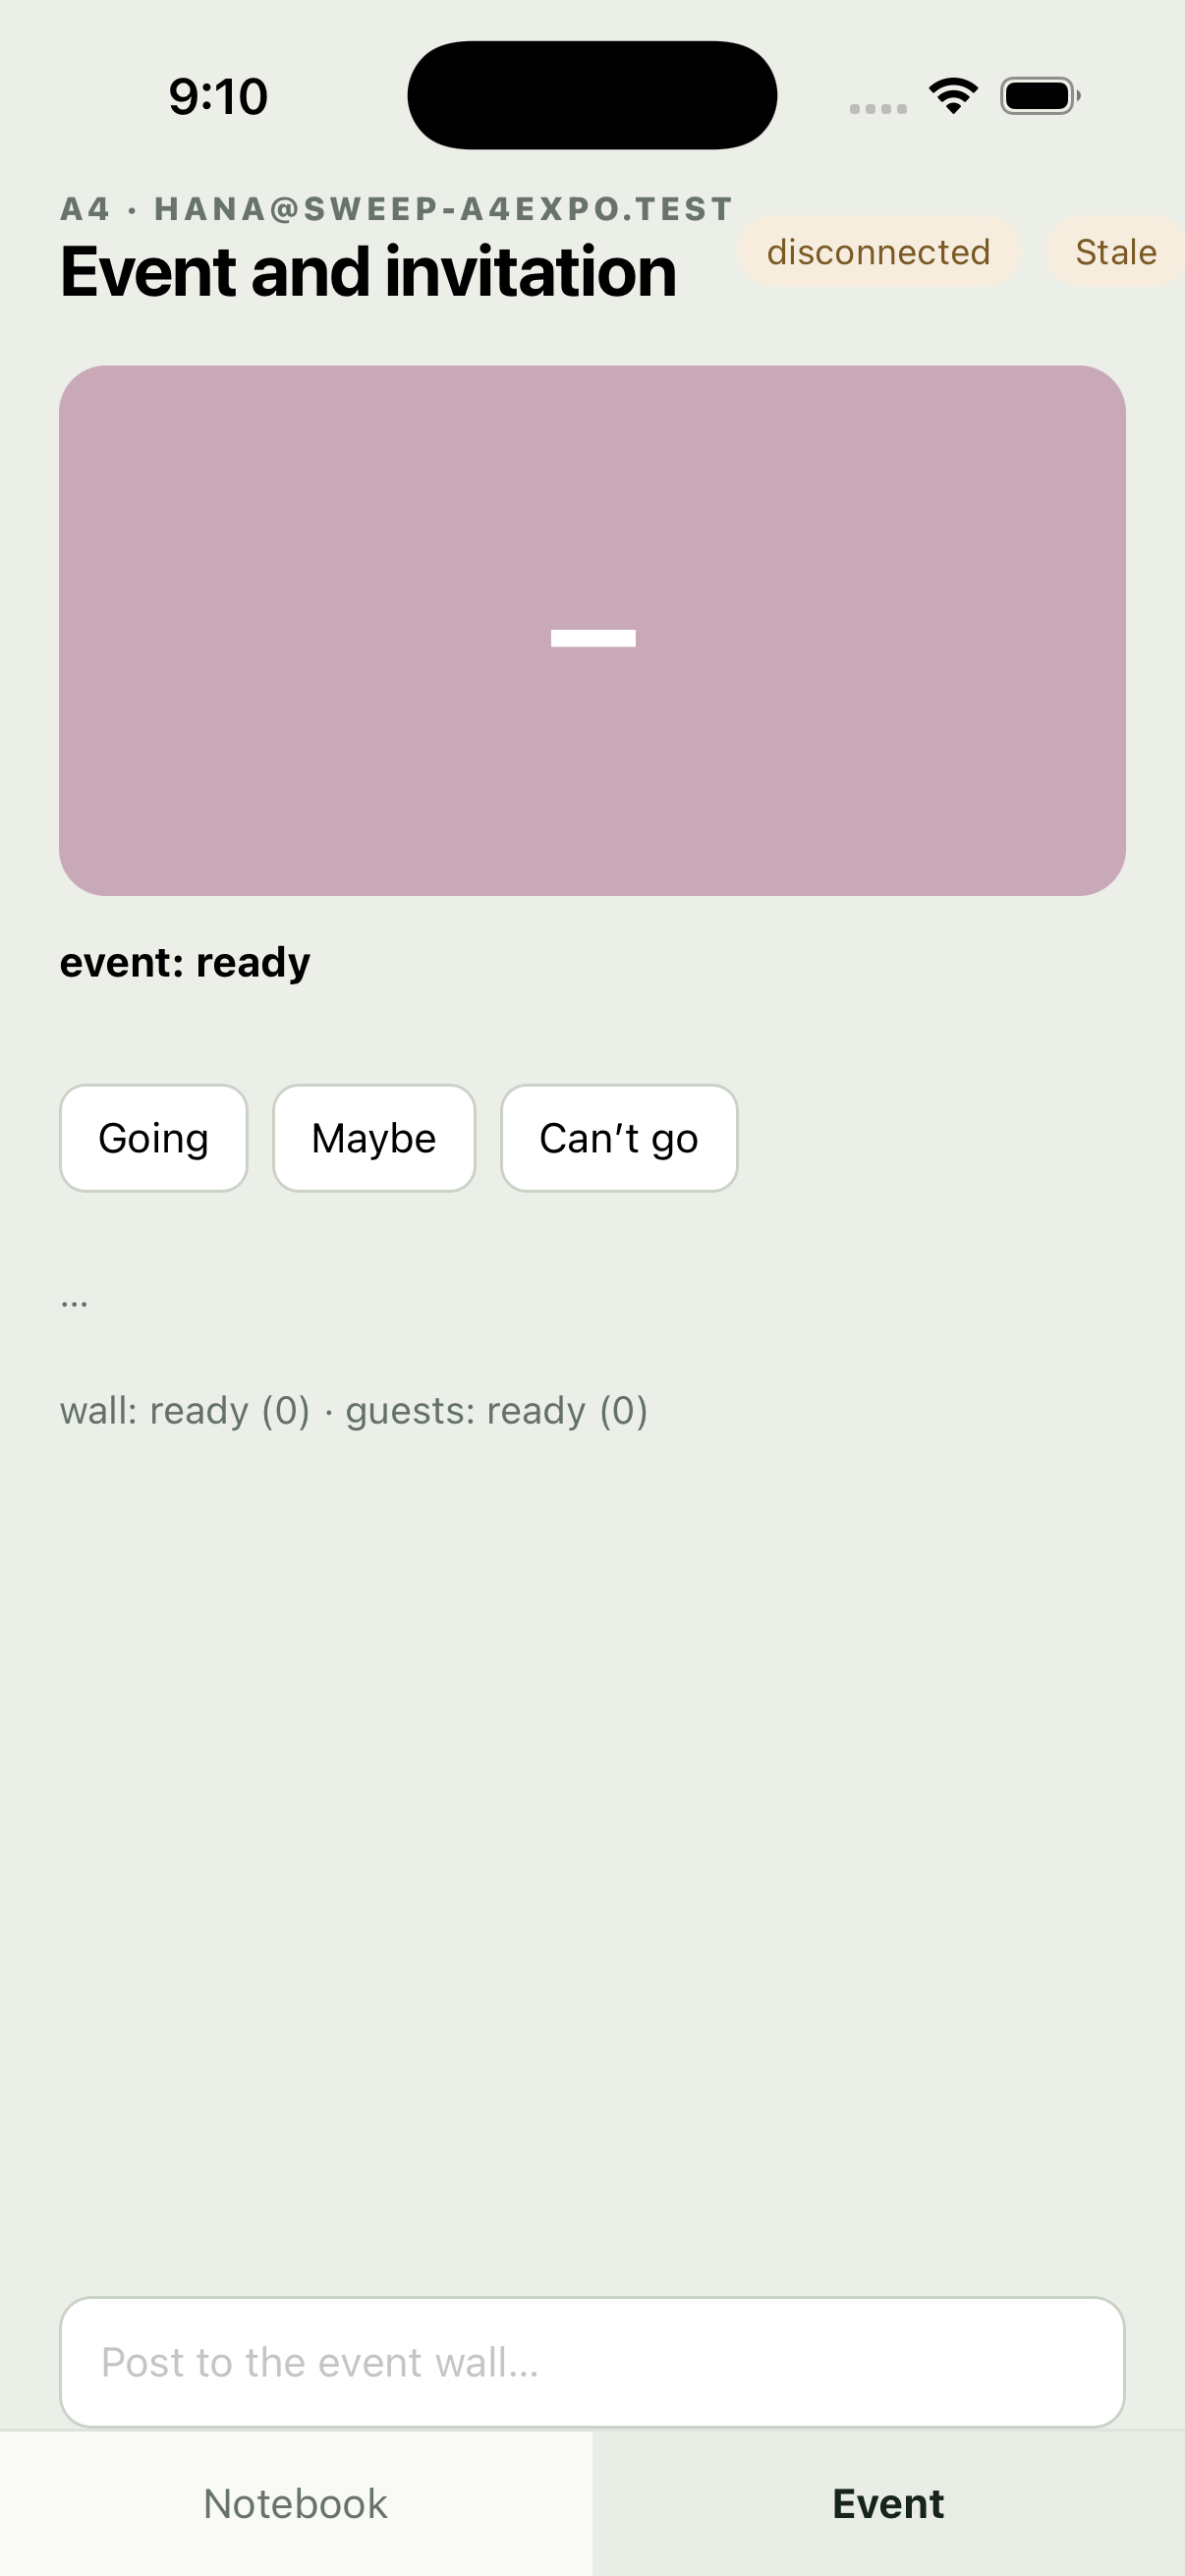 9:10
A4 · HANA@SWEEP-A4EXPO.TEST
Event and invitation
disconnected
Stale
–
event: ready
Going
Maybe
Can’t go
…
wall: ready (0) · guests: ready (0)
Post to the event wall…
Notebook
Event